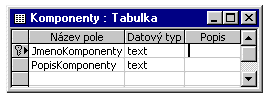 Komponenty : Tabulka
Název pole Datový typ Popis
JmenoKomponenty text
PopisKomponenty text